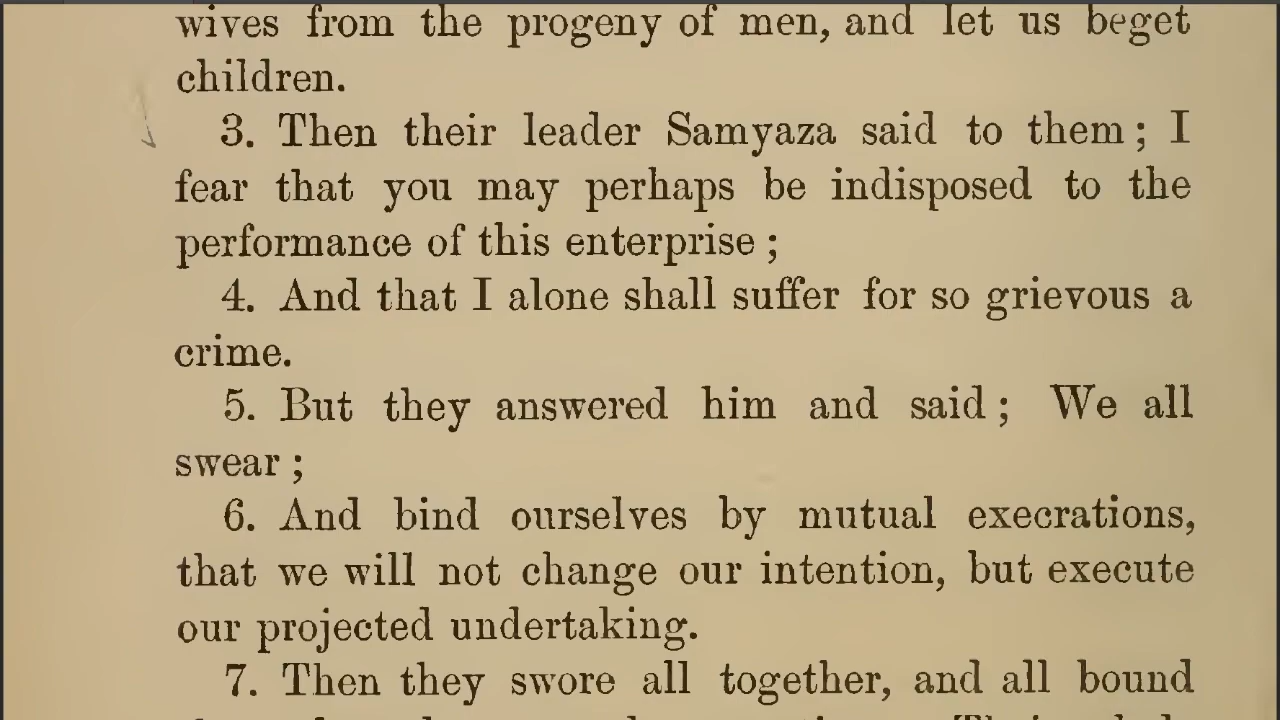 wives from the progeny of men, and let us beget
children.
3. Then their leader Samyaza said to them; I
fear that you may perhaps be indisposed to the
performance of this enterprise;
4. And that I alone shall suffer for so grievous a
crime.
5. But they answered him and said; We all
swear;
6. And bind ourselves by mutual execrations,
that we will not change our intention, but execute
our projected undertaking.
7. Then they swore all together, and all bound